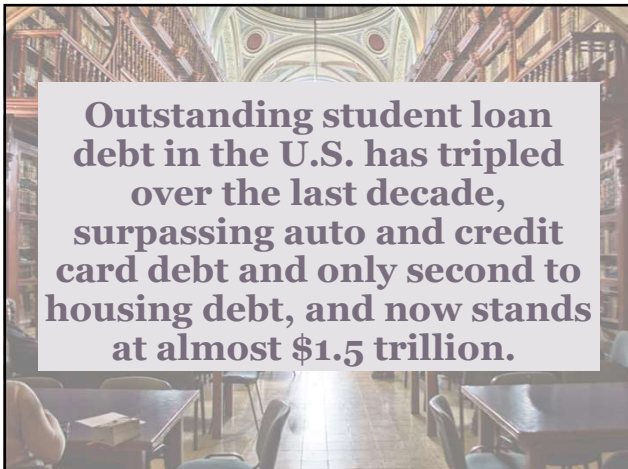 Outstanding student loan
debt in the U.S. has tripled
over the last decade,
surpassing auto and credit
card debt and only second to
housing debt, and now stands
at almost $1.5 trillion.